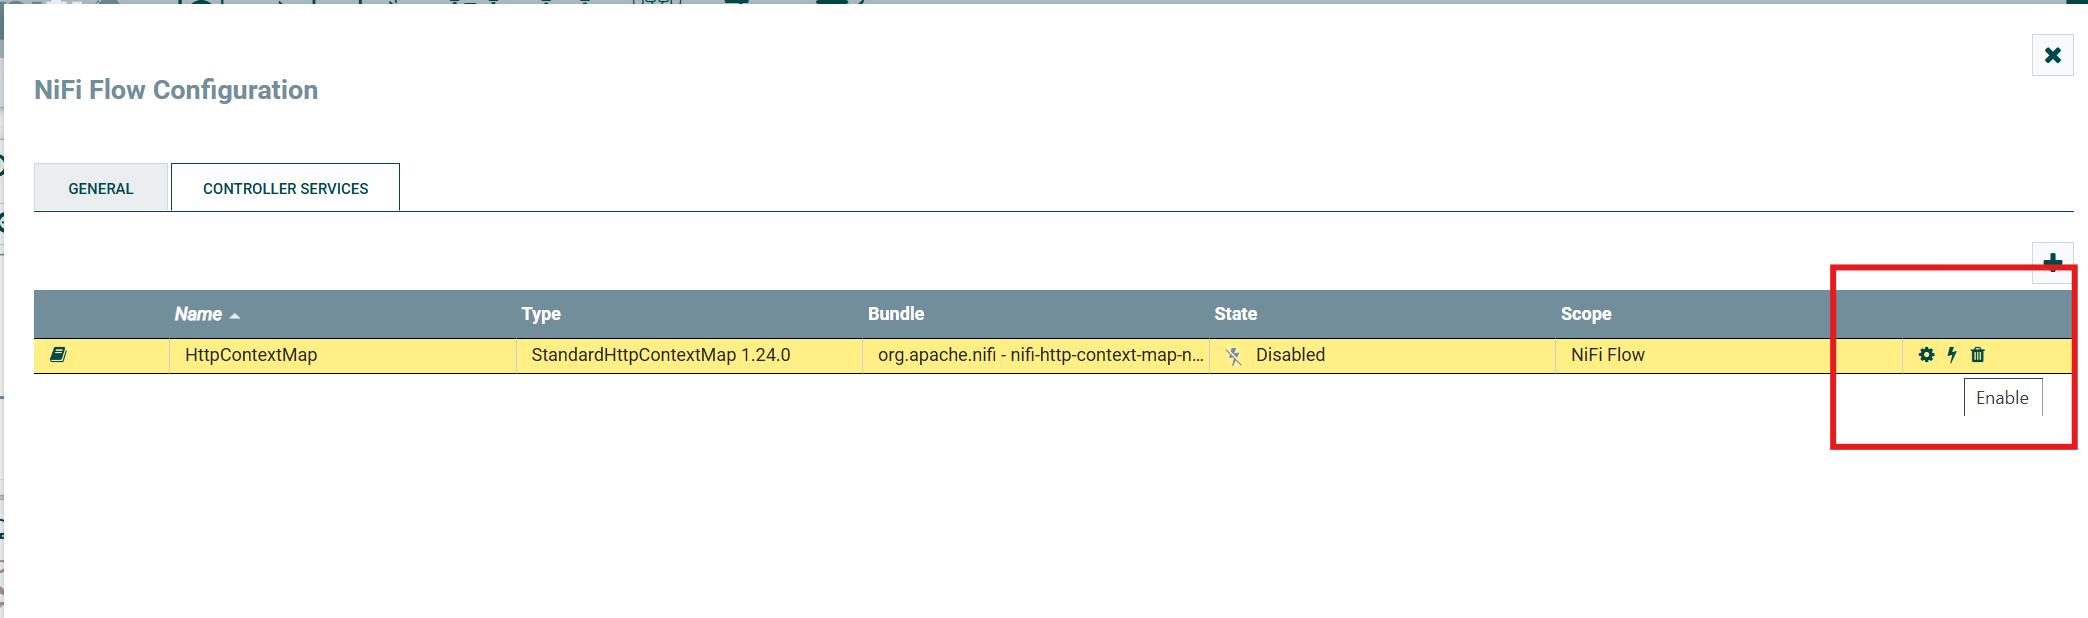 NiFi Flow Configuration
GENERAL CONTROLLER SERVICES
Name Type Bundle State Scope
HttpContextMap StandardHttpContextMap 1.24.0 org.apache.nifi - nifi-http-context-map-n... Disabled NiFi Flow
Enable